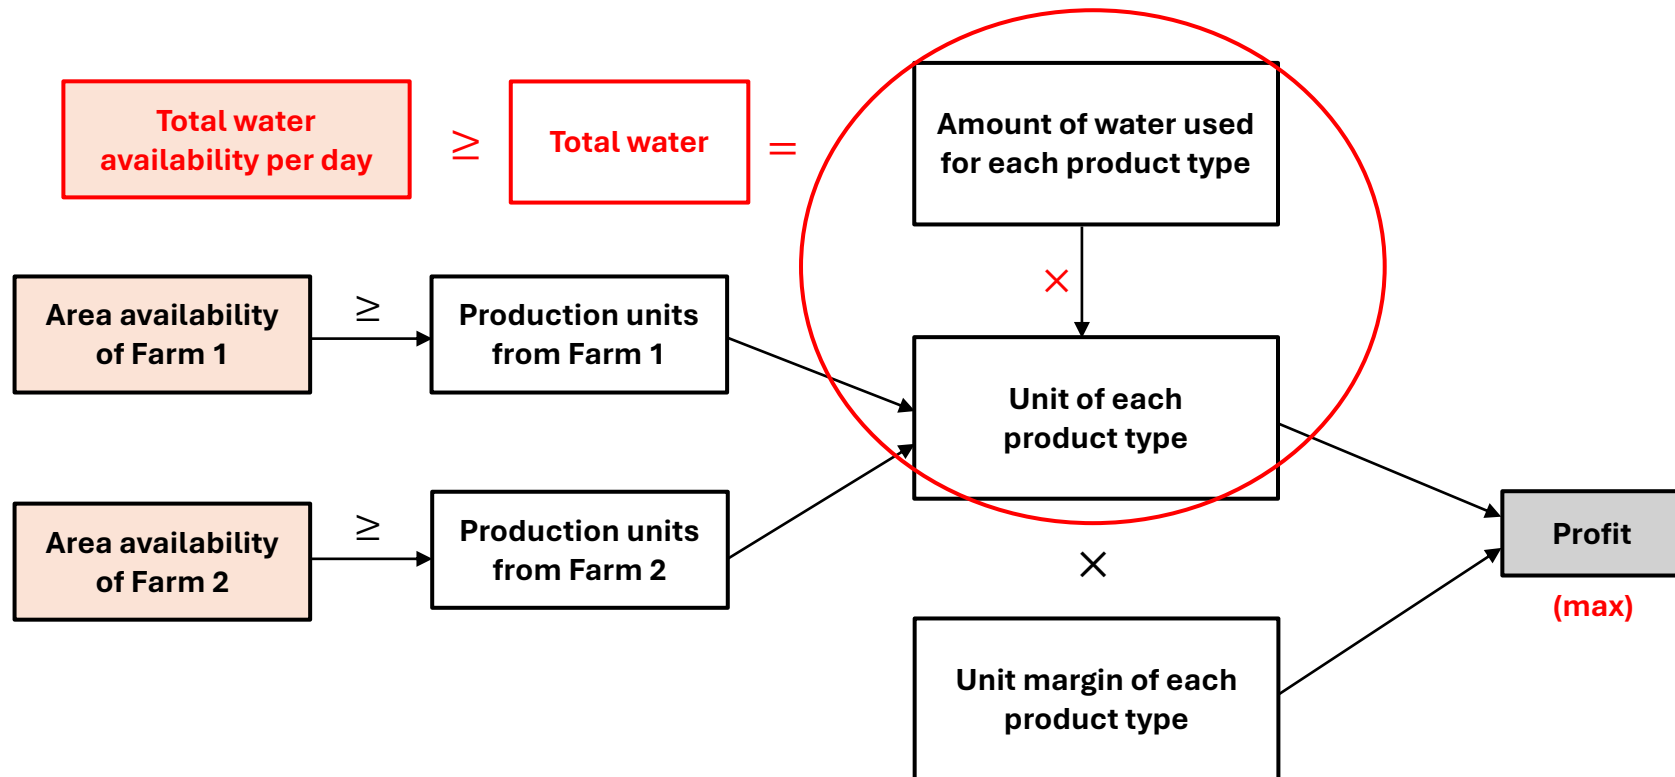 Total water
availability per day
≥
Total water
=
Amount of water used
for each product type
×
Area availability
of Farm 1
≥
Production units
from Farm 1
Unit of each
product type
Area availability
of Farm 2
≥
Production units
from Farm 2
×
Profit
(max)
Unit margin of each
product type